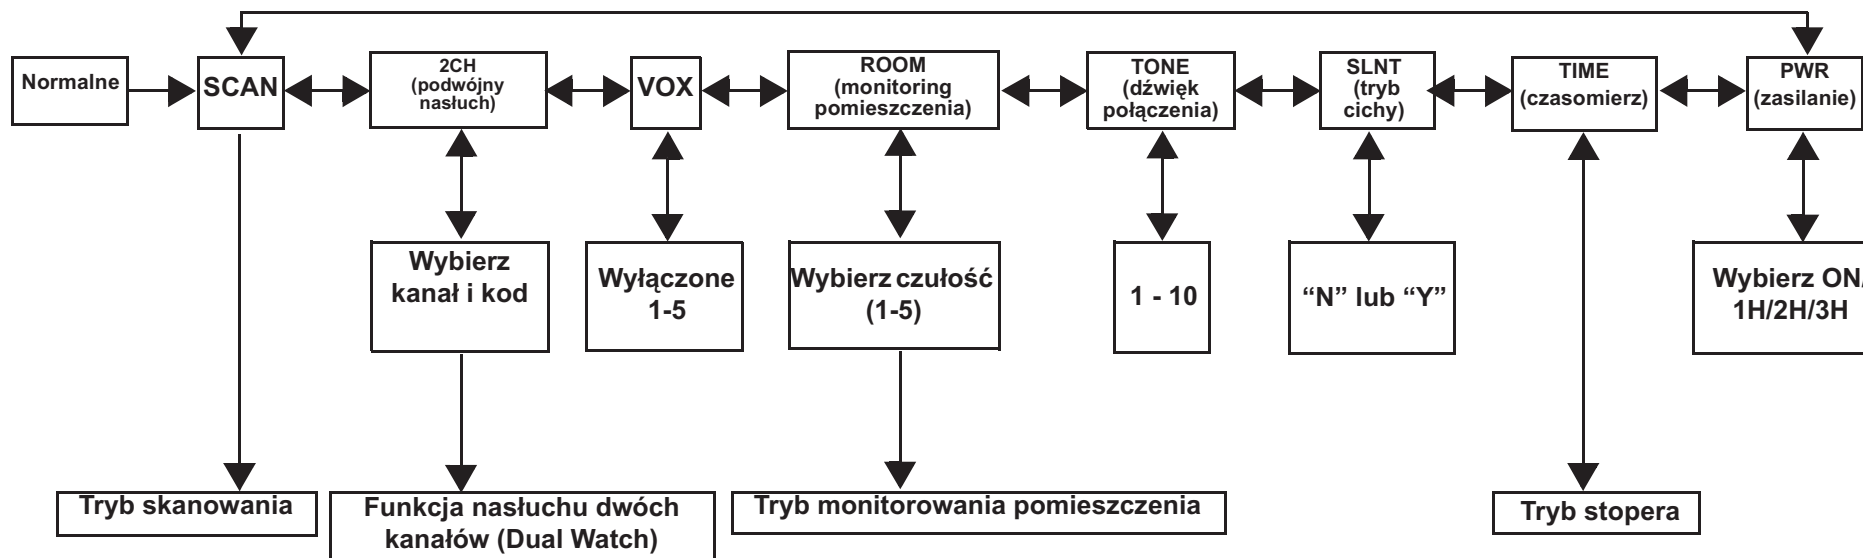 Normalne
SCAN
2CH
(podwójny
nasłuch)
VOX
ROOM
(monitoring
pomieszczenia)
TONE
(dźwięk
połączenia)
SLNT
(tryb
cichy)
TIME
(czasomierz)
PWR
(zasilanie)
Wybierz
kanał i kod
Wyłączone
1-5
Wybierz czułość
(1-5)
1 - 10
“N” lub “Y”
Wybierz ON/
1H/2H/3H
Tryb skanowania
Funkcja nasłuchu dwóch
kanałów (Dual Watch)
Tryb monitorowania pomieszczenia
Tryb stopera